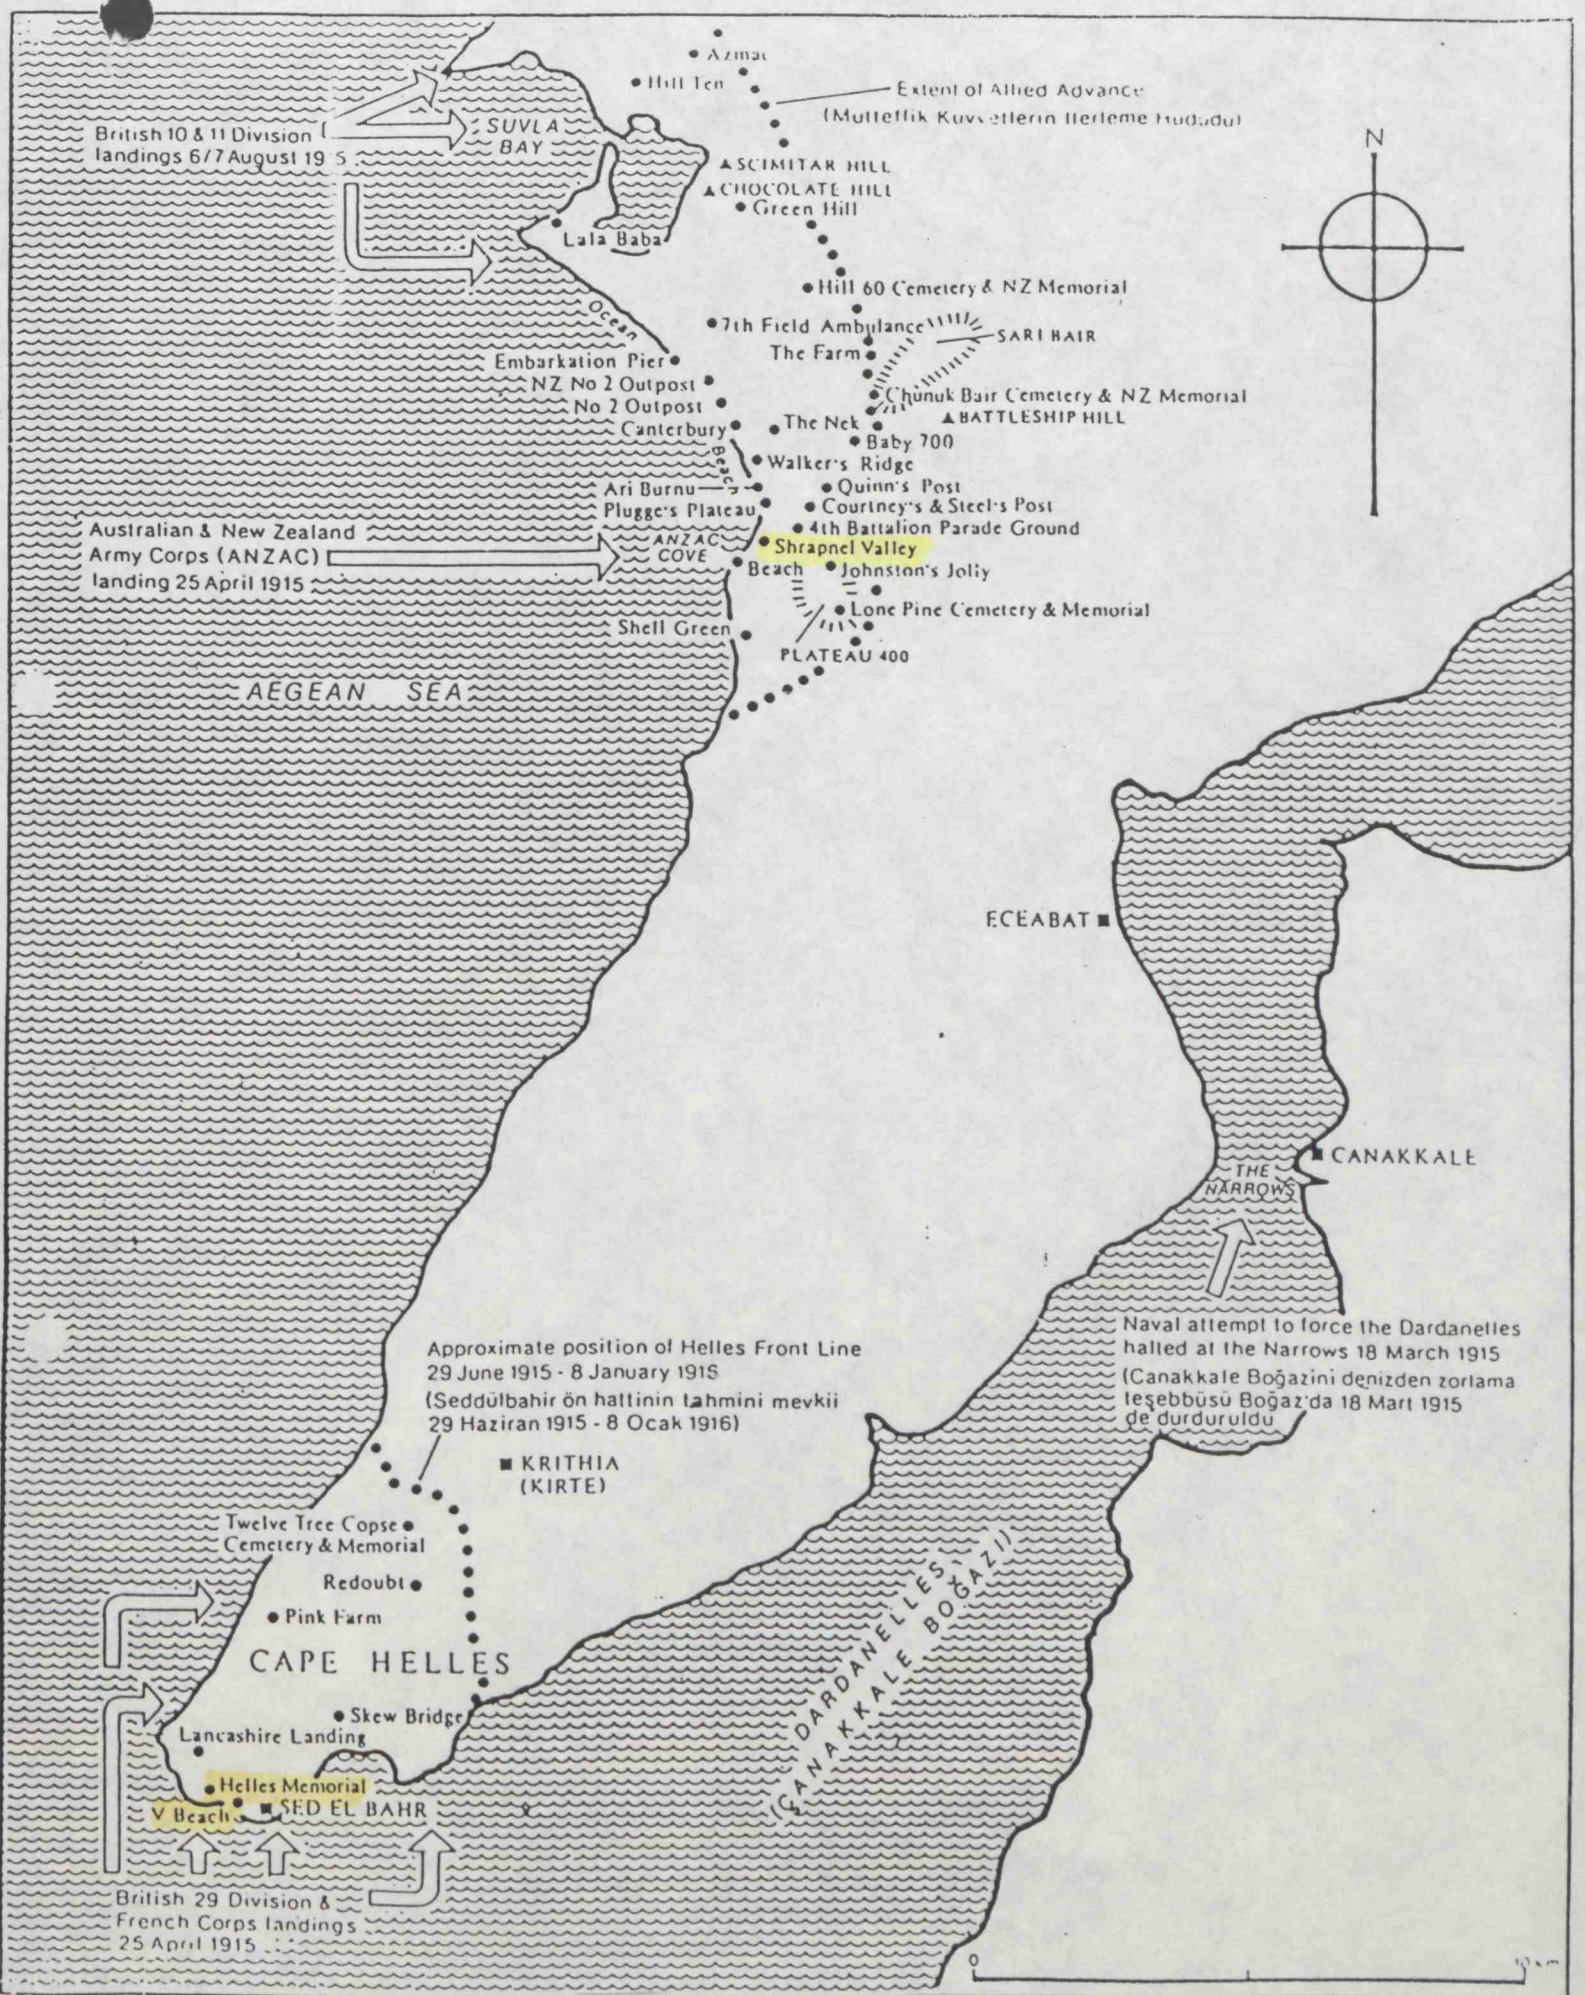 Azmac
Hill Ten
Extent of Allied Advance
British 10 & 11 Division
landings 6/7 August 19 5
SUVLA
BAY
N
SCIMITAR HILL
CHOCOLATE HILL
Green Hill
Lala Baba
Hill 60 Cemetery & NZ Memorial
Ocean
7th Field Ambulance
SARI BAIR
The Farm
Embarkation Pier
NZ No 2 Outpost
Chunuk Bair Cemetery & NZ Memorial
No 2 Outpost
BATTLESHIP HILL
Canterbury
The Nek
Baby 700
Beach
Walker's Ridge
Ari Burnu
Quinn's Post
Plugge's Plateau
Courtney's & Steel's Post
4th Battalion Parade Ground
Australian & New Zealand
Army Corps (ANZAC)
landing 25 April 1915
ANZAC
COVE
Shrapnel Valley
Beach
Johnston's Jolly
Lone Pine Cemetery & Memorial
Shell Green
PLATEAU 400
AEGEAN SEA
ECEABAT
CANAKKALE
THE
NARROWS
Naval attempt to force the Dardanelles
halted at the Narrows 18 March 1915
(Canakkale Boğazini denizden zorlama
teşebbüsü Boğaz'da 18 Mart 1915
de durduruldu
Approximate position of Helles Front Line
29 June 1915 - 8 January 1916
(Seddülbahir ön hattinin tahmini mevkii
29 Haziran 1915 - 8 Ocak 1916)
KRITHIA
(KIRTE)
Twelve Tree Copse
Cemetery & Memorial
Redoubt
Pink Farm
CAPE HELLES
DARDANELLES
(ÇANAKKALE BOĞAZI)
Skew Bridge
Lancashire Landing
Helles Memorial
V Beach
SED EL BAHR
British 29 Division &
French Corps landings
25 April 1915
0
10 km